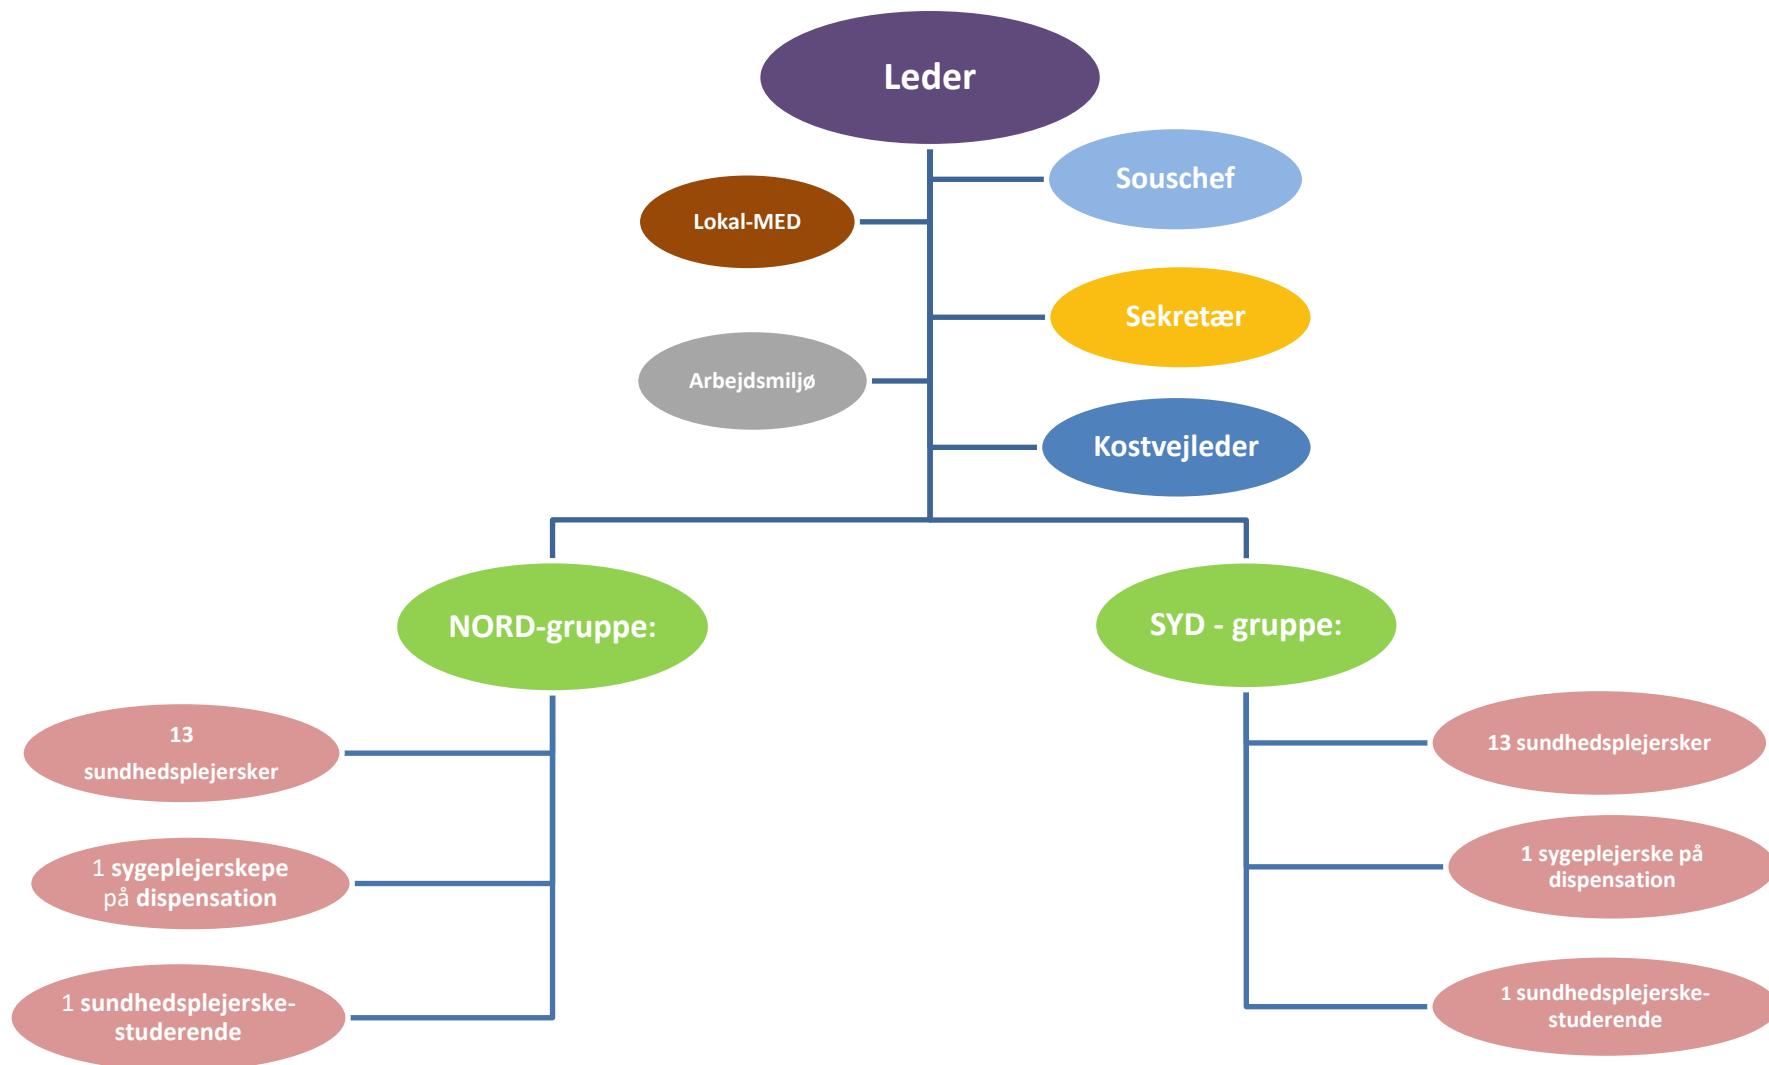 Leder
Souschef
Lokal-MED
Sekretær
Arbejdsmiljø
Kostvejleder
NORD-gruppe:
SYD - gruppe:
13
sundhedsplejersker
1 sygeplejerskepe
på dispensation
1 sundhedsplejerske-
studerende
13 sundhedsplejersker
1 sygeplejerske på
dispensation
1 sundhedsplejerske-
studerende